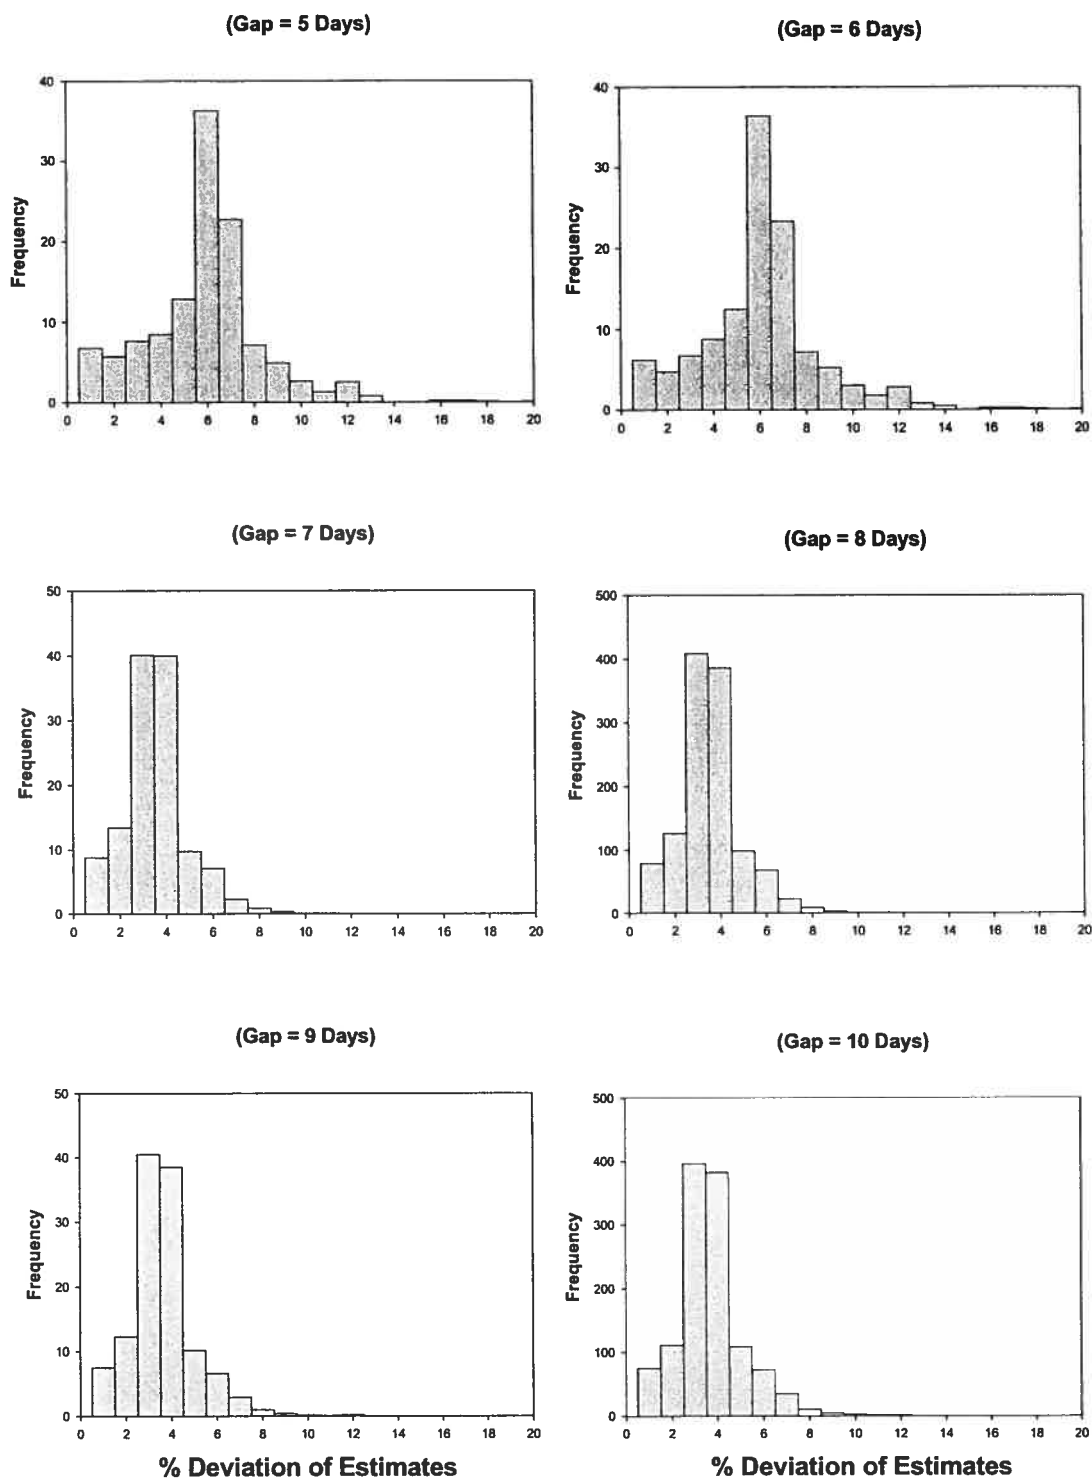 (Gap = 5 Days)
40
30
20
10
0
Frequency
0 2 4 6 8 10 12 14 16 18 20
(Gap = 6 Days)
40
30
20
10
0
Frequency
0 2 4 6 8 10 12 14 16 18 20
(Gap = 7 Days)
50
40
30
20
10
0
Frequency
0 2 4 6 8 10 12 14 16 18 20
(Gap = 8 Days)
500
400
300
200
100
0
Frequency
0 2 4 6 8 10 12 14 16 18 20
(Gap = 9 Days)
50
40
30
20
10
0
Frequency
0 2 4 6 8 10 12 14 16 18 20
% Deviation of Estimates
(Gap = 10 Days)
500
400
300
200
100
0
Frequency
0 2 4 6 8 10 12 14 16 18 20
% Deviation of Estimates